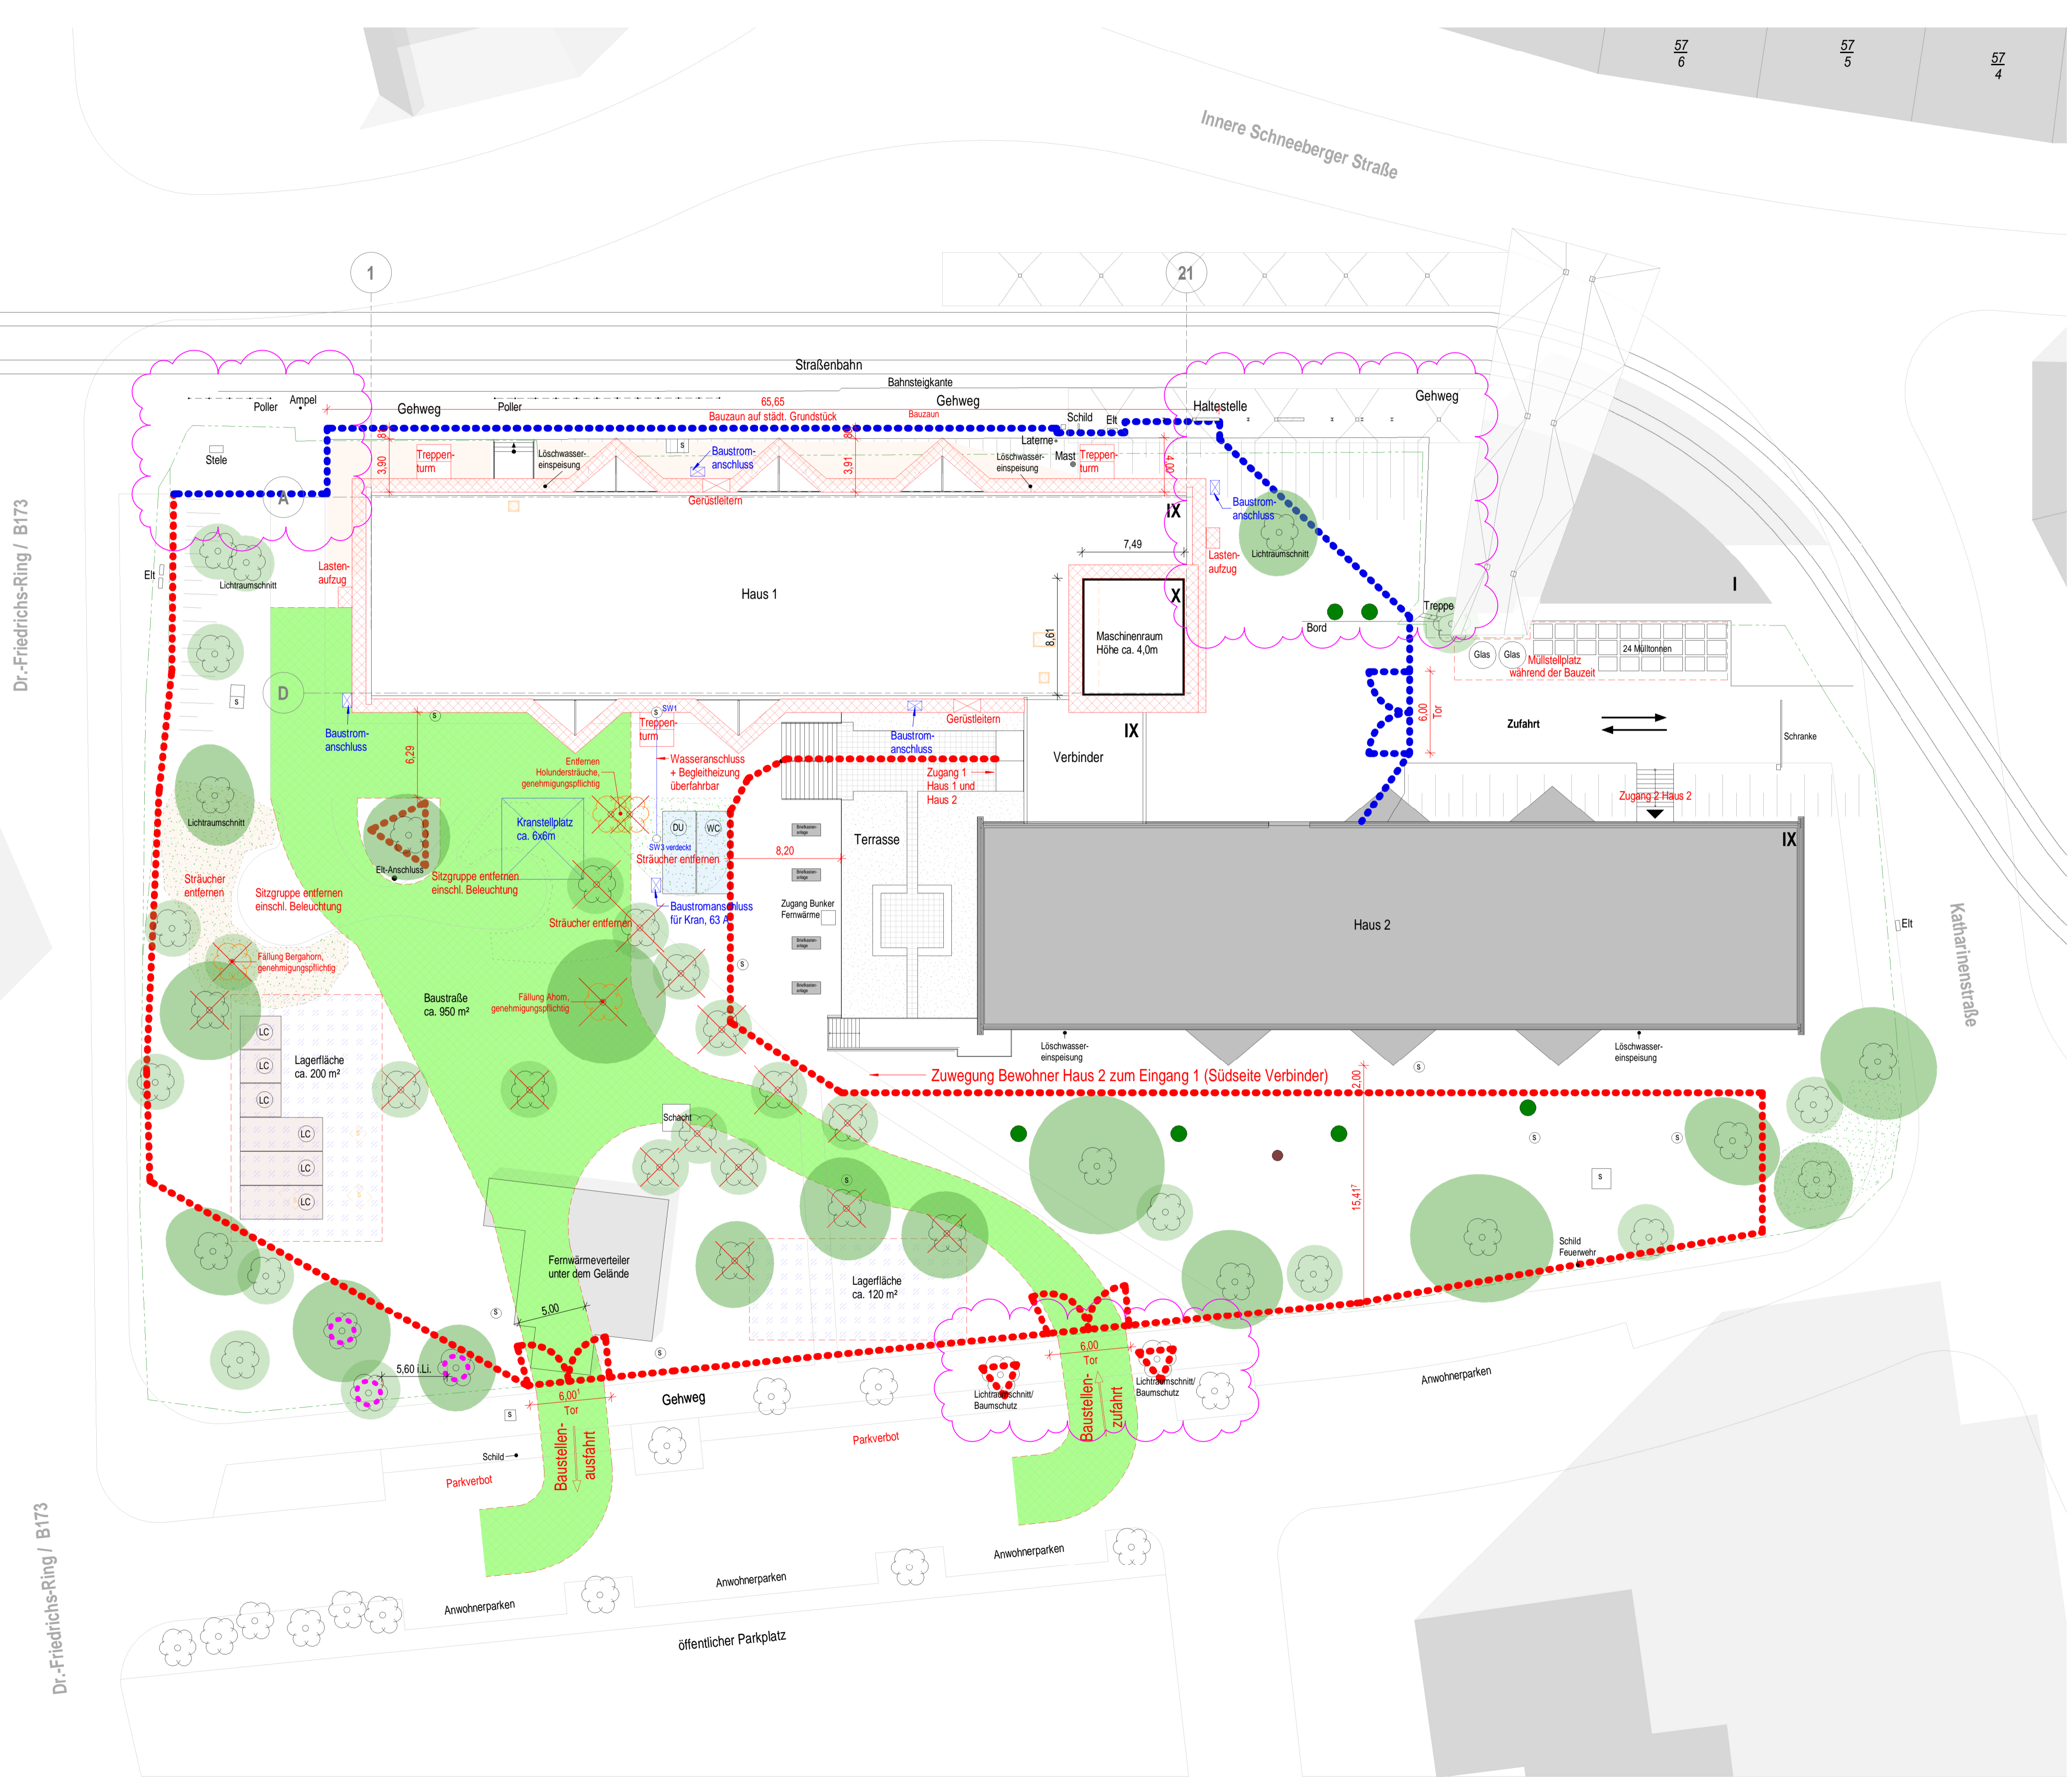 57
6
57
5
57
4
Innere Schneeberger Straße
1
21
Straßenbahn
Bahnsteigkante
Poller
Ampel
Gehweg
Poller
65,65
Bauzaun auf städt. Grundstück
Bauzaun
Gehweg
Schild
Elt
Haltestelle
Gehweg
Stele
3,90
Treppen-
turm
Löschwasser-
einspeisung
S
Baustrom-
anschluss
Gerüstleitern
3,91
Laterne
Mast
Löschwasser-
einspeisung
Treppen-
turm
4,00
IX
Baustrom-
anschluss
Lichtraumschnitt
A
Dr.-Friedrichs-Ring / B173
Elt
Lichtraumschnitt
Lasten-
aufzug
Haus 1
7,49
X
8,61
Maschinenraum
Höhe ca. 4,0m
Lasten-
aufzug
Treppe
Bord
I
Glas
Glas
24 Mülltonnen
Müllstellplatz
während der Bauzeit
D
S
S
Baustrom-
anschluss
6,29
S
SW1
Treppen-
turm
Wasseranschluss
+ Begleitheizung
überfahrbar
Entfernen
Holundersträuche,
genehmigungspflichtig
Baustrom-
anschluss
Gerüstleitern
Zugang 1
Haus 1 und
Haus 2
IX
Verbinder
6,00
Tor
Zufahrt
Schranke
Zugang 2 Haus 2
IX
Lichtraumschnitt
Kranstellplatz
ca. 6x6m
DU
WC
SW3 verdeckt
Sträucher entfernen
8,20
Terrasse
Elt-Anschluss
Sträucher
entfernen
Sitzgruppe entfernen
einschl. Beleuchtung
Sitzgruppe entfernen
einschl. Beleuchtung
Baustromanschluss
für Kran, 63 A
Sträucher entfernen
Zugang Bunker
Fernwärme
Haus 2
Elt
Katharinenstraße
Fällung Bergahorn,
genehmigungspflichtig
S
Baustraße
ca. 950 m²
Fällung Ahorn,
genehmigungspflichtig
LC
LC
LC
LC
LC
LC
Lagerfläche
ca. 200 m²
Löschwasser-
einspeisung
Löschwasser-
einspeisung
Zuwegung Bewohner Haus 2 zum Eingang 1 (Südseite Verbinder)
2,00
S
Schacht
S
S
S
S
15,41⁷
Fernwärmeverteiler
unter dem Gelände
Lagerfläche
ca. 120 m²
Schild
Feuerwehr
S
5,00
S
5,60 i.Li.
6,00¹
Tor
Gehweg
6,00
Tor
Lichtraumschnitt/
Baumschutz
Lichtraumschnitt/
Baumschutz
Anwohnerparken
S
Baustellen-
ausfahrt
Baustellen-
zufahrt
Schild
Parkverbot
Parkverbot
Dr.-Friedrichs-Ring / B173
Anwohnerparken
Anwohnerparken
Anwohnerparken
öffentlicher Parkplatz